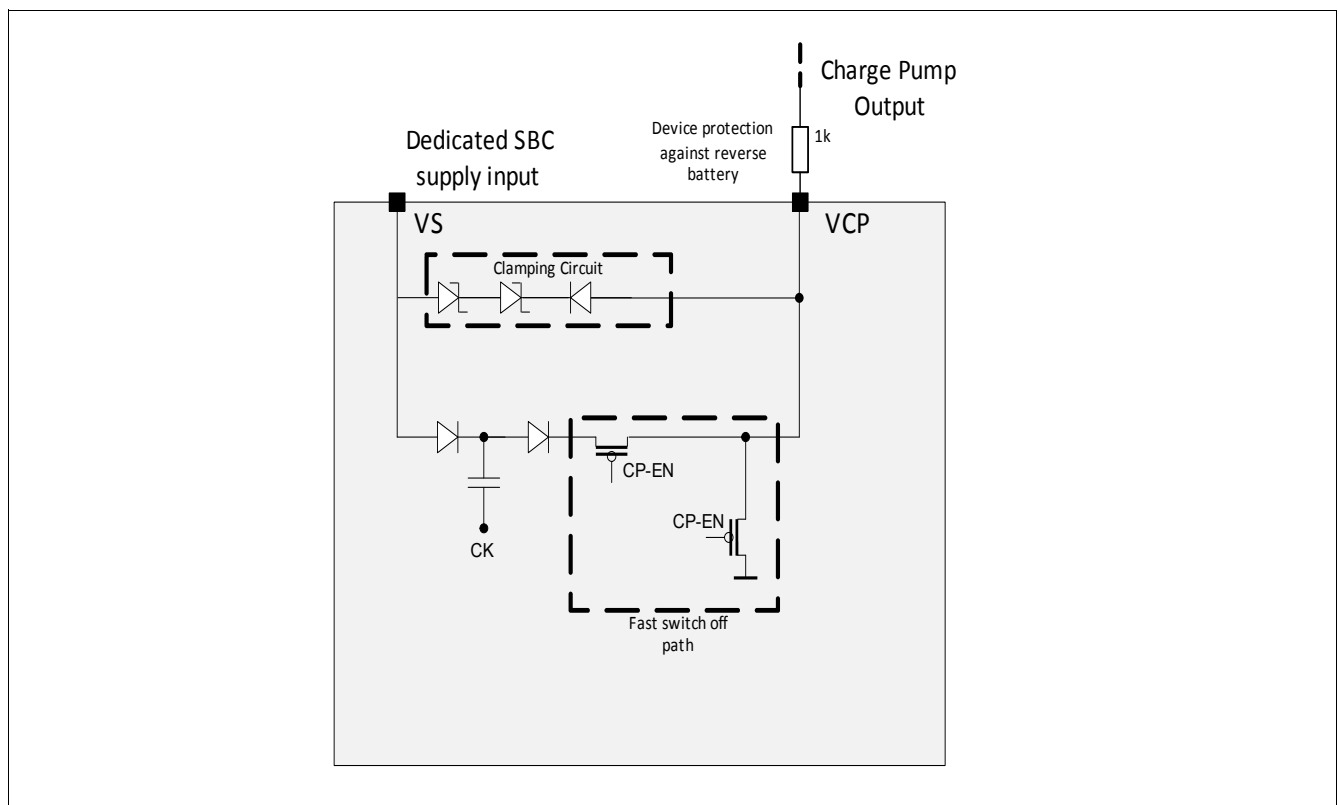 Charge Pump
Output
Device protection
against reverse
battery
1k
Dedicated SBC
supply input
VS
VCP
Clamping Circuit
CP-EN
CP-EN
CK
Fast switch off
path